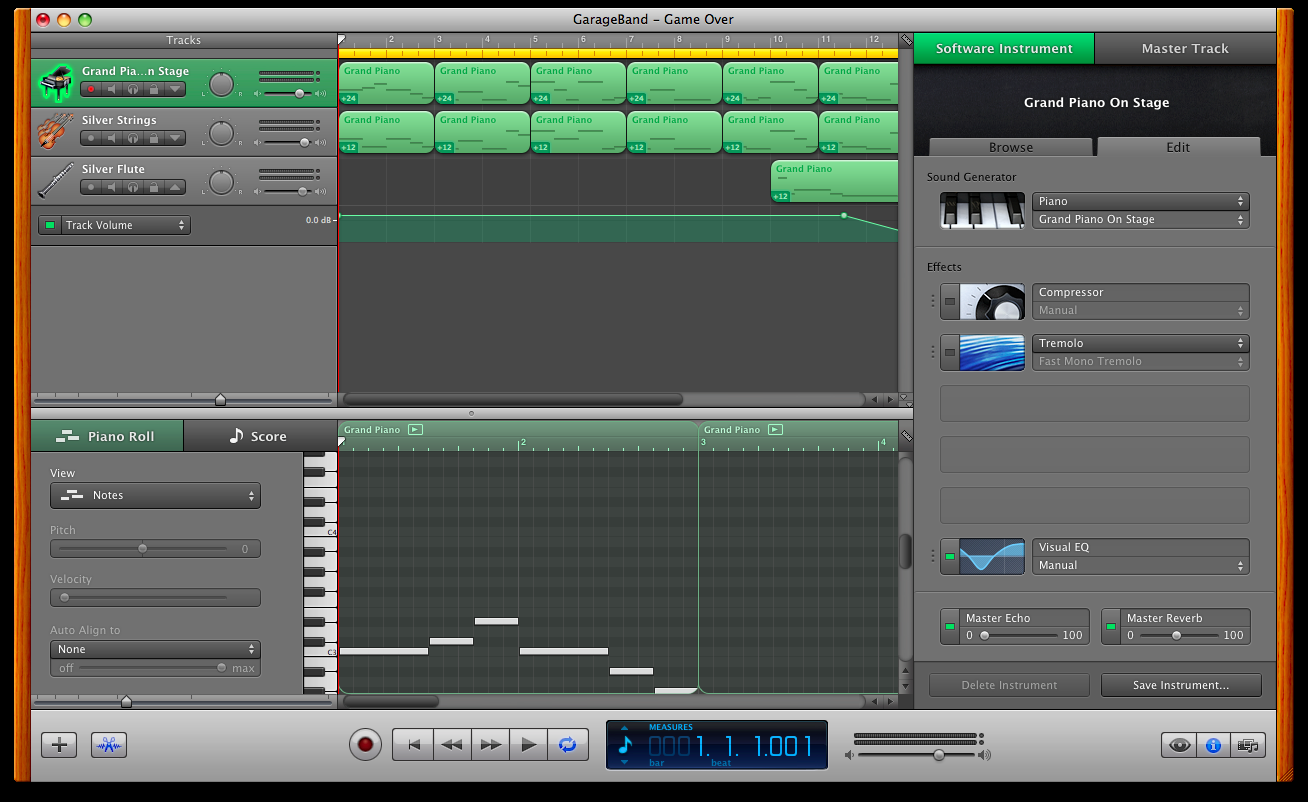 GarageBand – Game Over
Tracks
2 3 4 5 6 7 8 9 10 11 12
Software Instrument
Master Track
Grand Pia...n Stage
L R
Grand Piano Grand Piano Grand Piano Grand Piano Grand Piano Grand Piano
+24 +24 +24 +24 +24 +24
Grand Piano On Stage
Silver Strings
L R
Grand Piano Grand Piano Grand Piano Grand Piano Grand Piano Grand Piano
+12 +12 +12 +12 +12 +12
Browse
Edit
Silver Flute
L R
Grand Piano
+12
Sound Generator
Piano
Grand Piano On Stage
Track Volume
0.0 dB
Effects
Compressor
Manual
Tremolo
Fast Mono Tremolo
Visual EQ
Manual
Master Echo
0 100
Master Reverb
0 100
Delete Instrument
Save Instrument...
Piano Roll
Score
Grand Piano
Grand Piano
2 3 4
View
Notes
Pitch
0
Velocity
Auto Align to
None
off max
C4
C3
MEASURES
1. 1. 1.001
bar beat